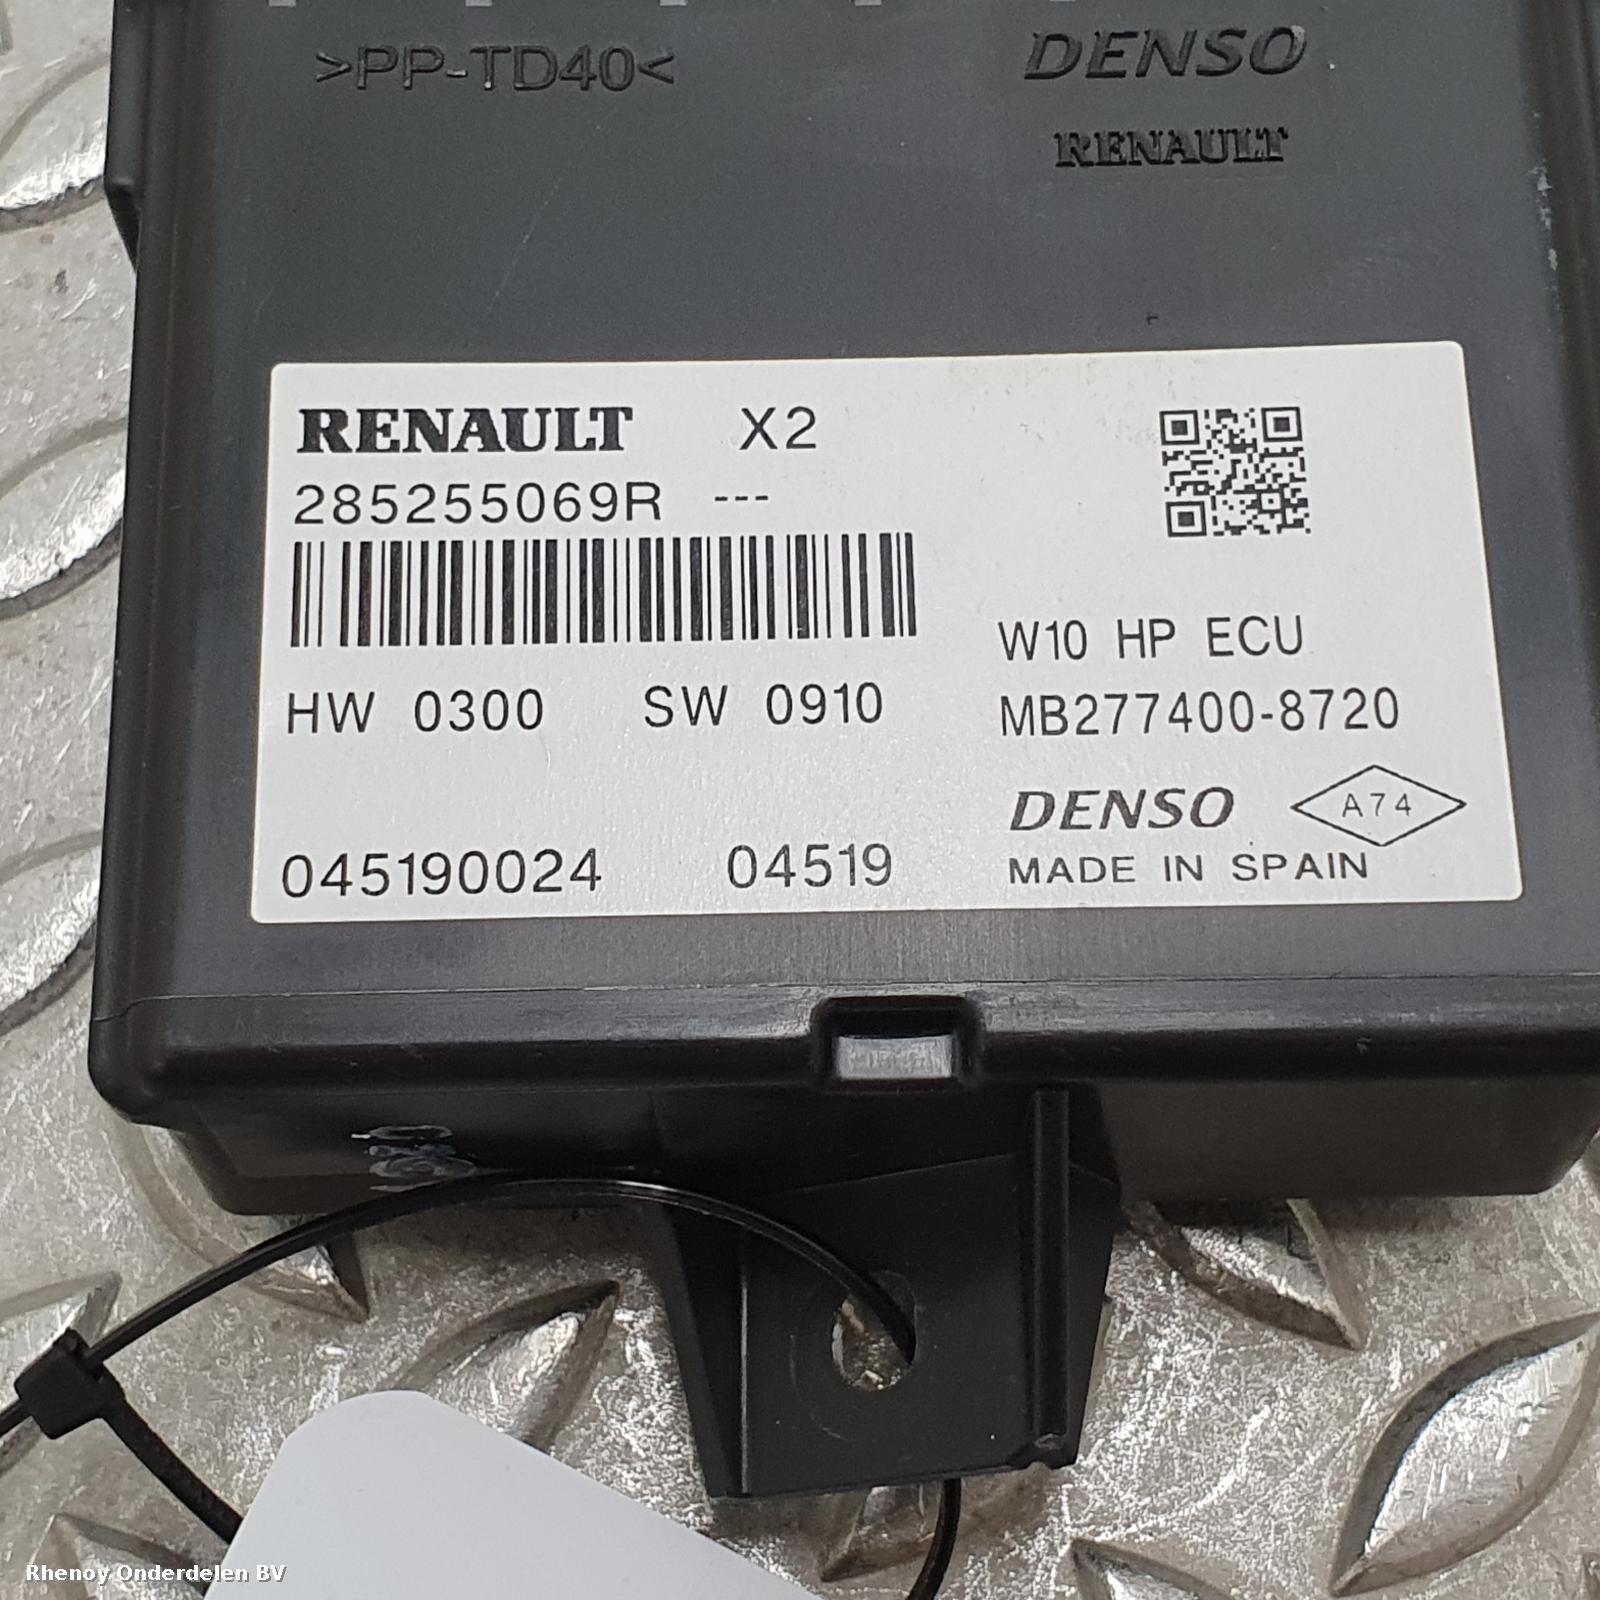 >PP-TD40<
DENSO
RENAULT
RENAULT X2
285255069R ---
W10 HP ECU
HW 0300 SW 0910
MB277400-8720
DENSO A74
045190024 04519
MADE IN SPAIN
Rhenoy Onderdelen BV